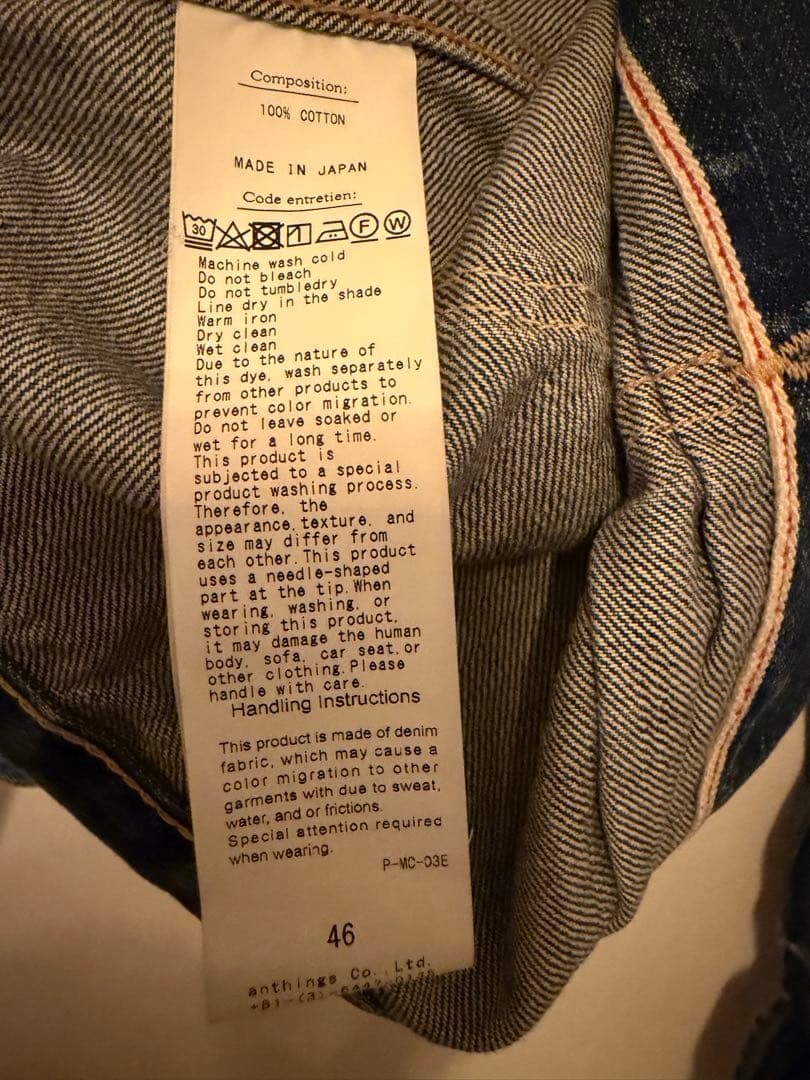 Composition:
100% COTTON
MADE IN JAPAN
Code entretien:
30 F W
Machine wash cold
Do not bleach
Do not tumbledry
Line dry in the shade
Warm iron
Dry clean
Wet clean
Due to the nature of
this dye, wash separately
from other products to
prevent color migration.
Do not leave soaked or
wet for a long time.
This product is
subjected to a special
product washing process.
Therefore, the
appearance, texture, and
size may differ from
each other. This product
uses a needle-shaped
part at the tip. When
wearing, washing, or
storing this product,
it may damage the human
body, sofa, car seat, or
other clothing. Please
handle with care.
Handling Instructions
This product is made of denim
fabric, which may cause a
color migration to other
garments with due to sweat,
water, and or frictions.
Special attention required
when wearing.
P-MC-03E
46
anthings Co., Ltd.
+81-(3)-